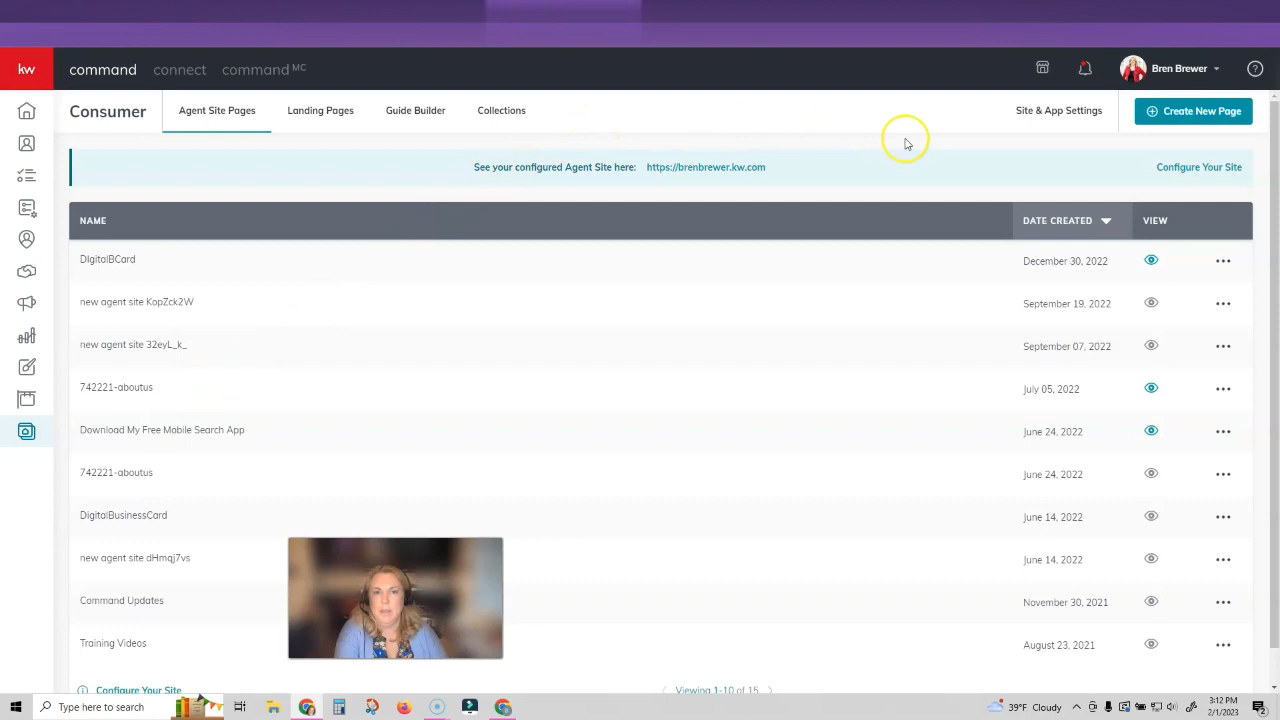 kw command connect command MC Bren Brewer
Consumer Agent Site Pages Landing Pages Guide Builder Collections Site & App Settings Create New Page
See your configured Agent Site here: https://brenbrewer.kw.com Configure Your Site
NAME DATE CREATED VIEW
DIgitalBCard December 30, 2022
new agent site KopZck2W September 19, 2022
new agent site 32eyL_k_ September 07, 2022
742221-aboutus July 05, 2022
Download My Free Mobile Search App June 24, 2022
742221-aboutus June 24, 2022
DigitalBusinessCard June 14, 2022
new agent site dHmqj7vs June 14, 2022
Command Updates November 30, 2021
Training Videos August 23, 2021
Configure Your Site Viewing 1-10 of 15
Type here to search 39°F Cloudy 3:12 PM
2/1/2023